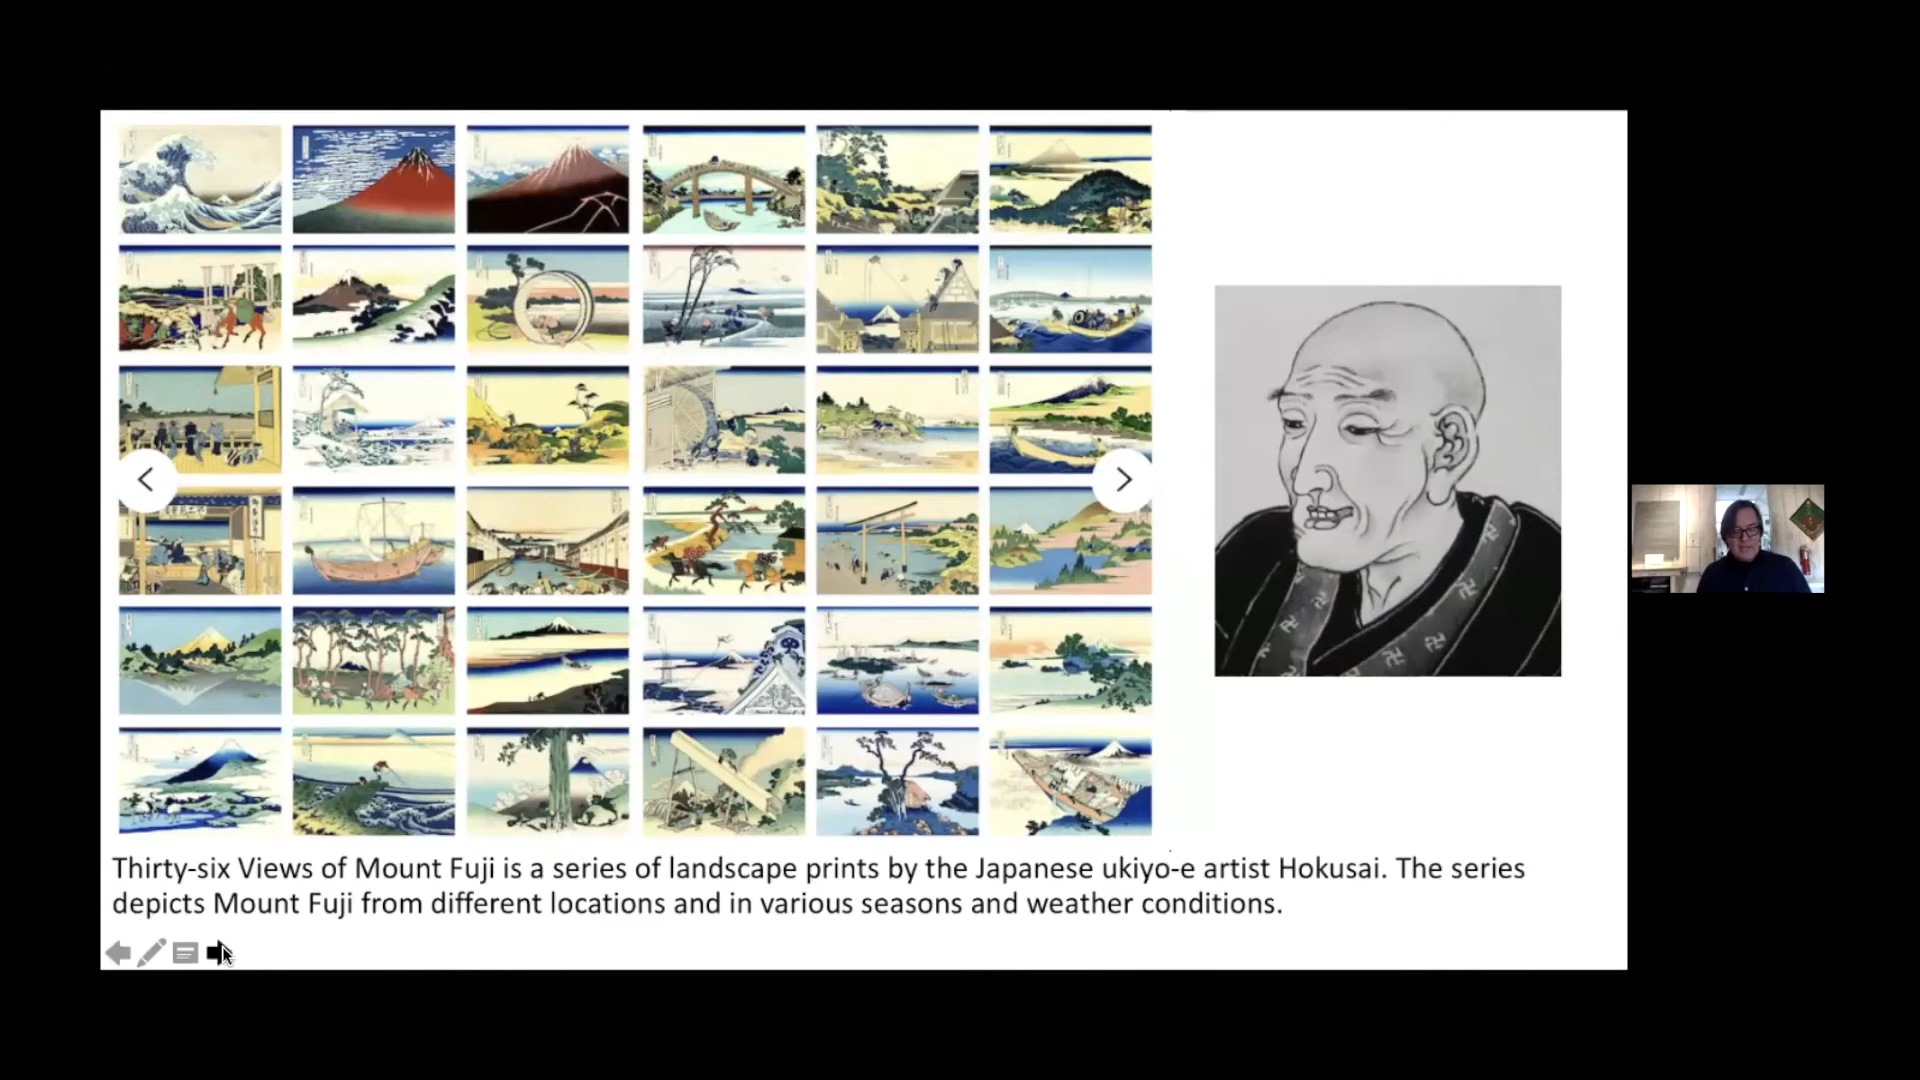 Thirty-six Views of Mount Fuji is a series of landscape prints by the Japanese ukiyo-e artist Hokusai. The series
depicts Mount Fuji from different locations and in various seasons and weather conditions.